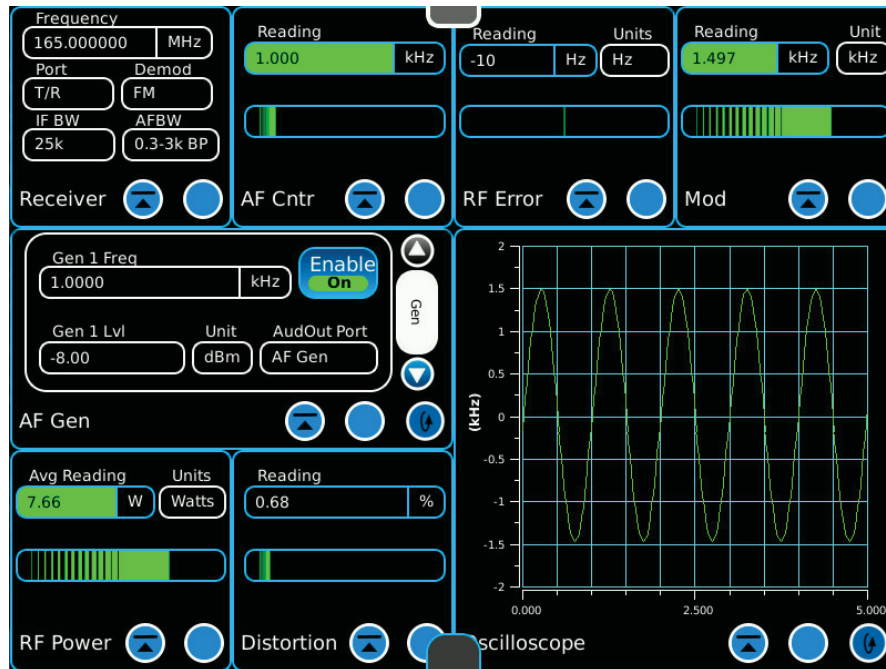 Frequency
165.000000 MHz
Port Demod
T/R FM
IF BW AFBW
25k 0.3-3k BP
Receiver
Reading
1.000 kHz
AF Cntr
Reading Units
-10 Hz Hz
RF Error
Reading Unit
1.497 kHz kHz
Mod
Gen 1 Freq
1.0000 kHz
Enable
On
Gen 1 Lvl Unit AudOut Port
-8.00 dBm AF Gen
Gen
AF Gen
2
1.5
1
0.5
0
-0.5
-1
-1.5
-2
(kHz)
0.000 2.500 5.000
scilloscope
Avg Reading Units
7.66 W Watts
RF Power
Reading
0.68 %
Distortion